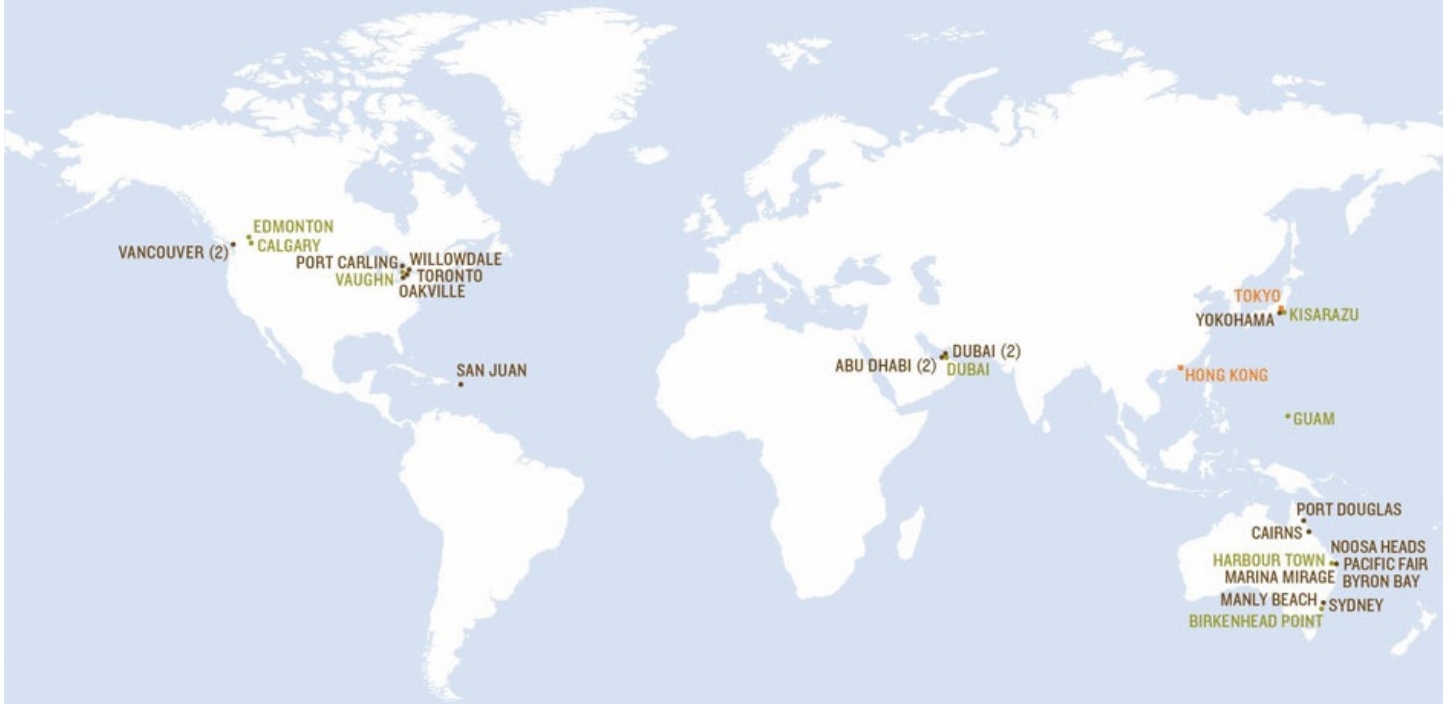 EDMONTON
CALGARY
VANCOUVER (2)
PORT CARLING
WILLOWDALE
VAUGHN
TORONTO
OAKVILLE
SAN JUAN
ABU DHABI (2)
DUBAI (2)
DUBAI
TOKYO
YOKOHAMA
KISARAZU
HONG KONG
GUAM
PORT DOUGLAS
CAIRNS
NOOSA HEADS
HARBOUR TOWN
PACIFIC FAIR
MARINA MIRAGE
BYRON BAY
MANLY BEACH
SYDNEY
BIRKENHEAD POINT